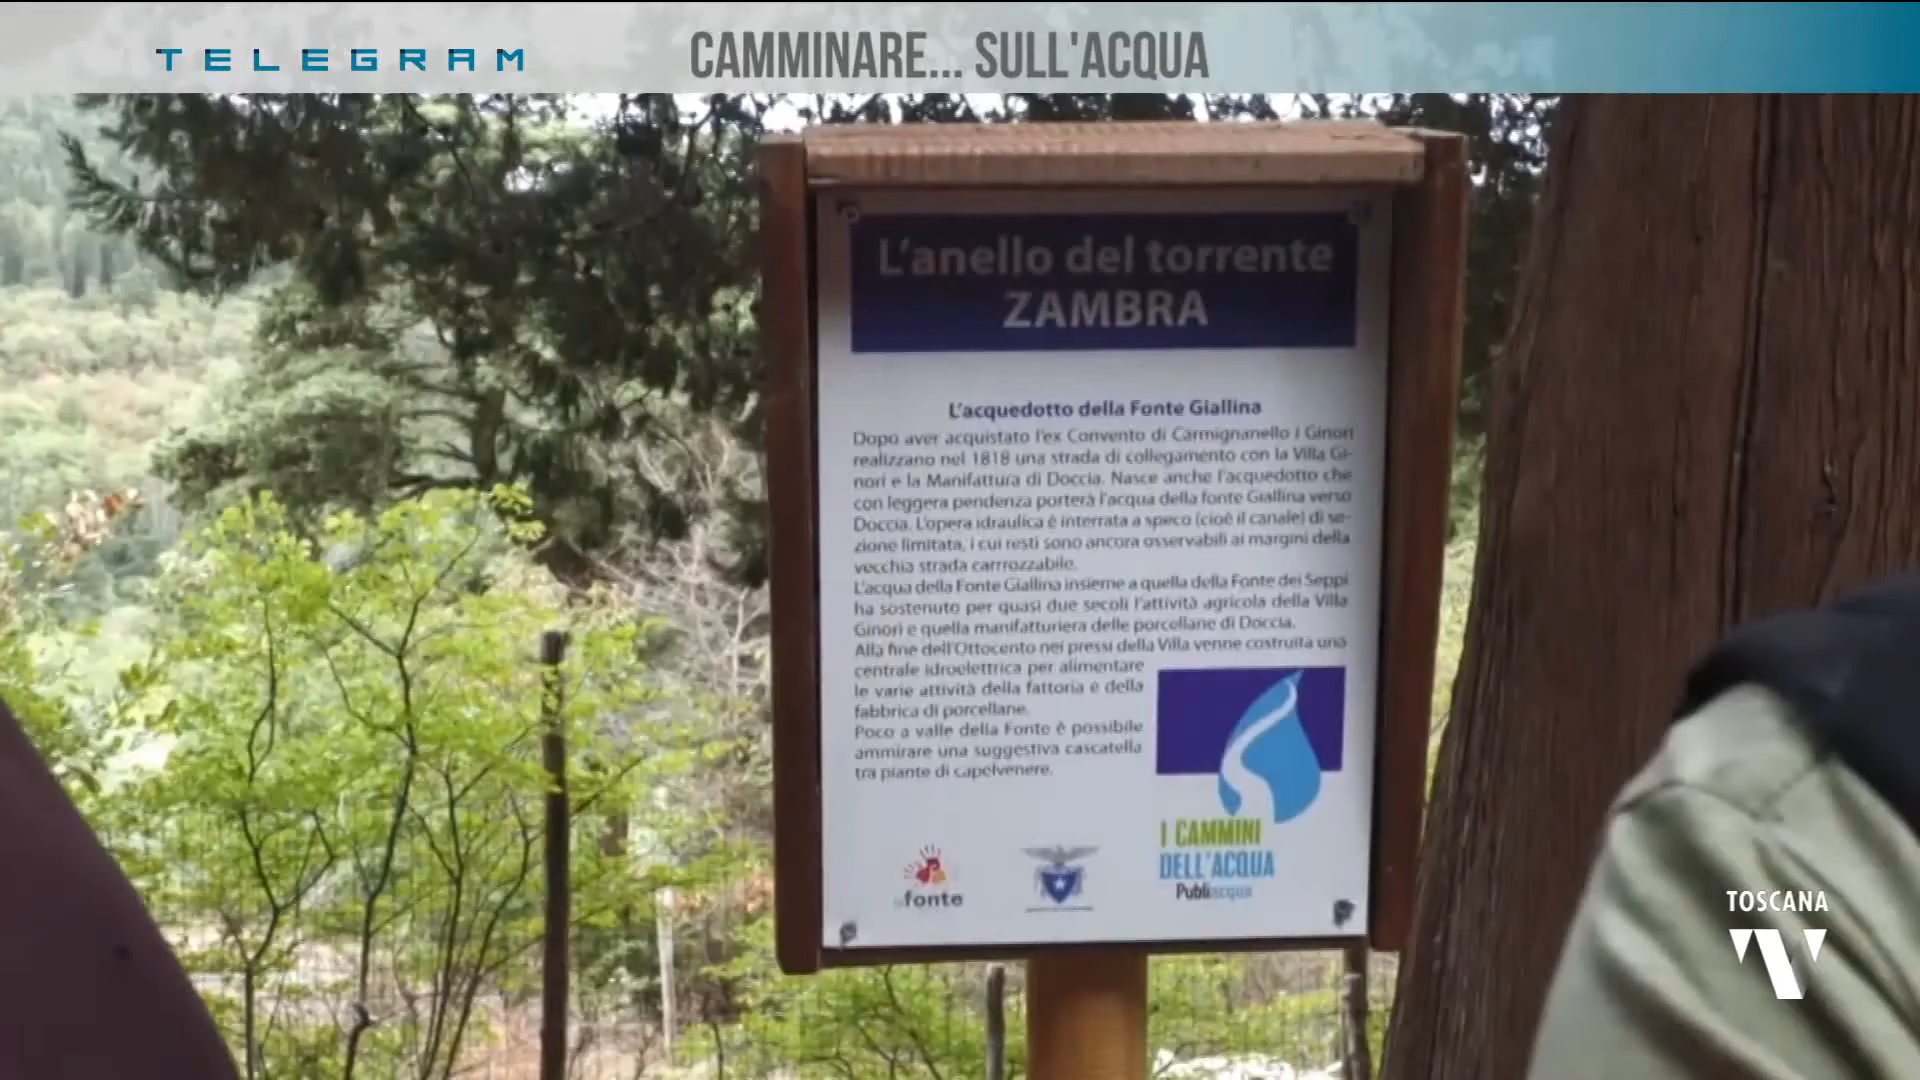 TELEGRAM
CAMMINARE... SULL'ACQUA
L'anello del torrente
ZAMBRA
L'acquedotto della Fonte Giallina
Dopo aver acquistato l'ex Convento di Carmignanello i Ginori
realizzano nel 1818 una strada di collegamento con la Villa Gi-
nori e la Manifattura di Doccia. Nasce anche l'acquedotto che
con leggera pendenza porterà l'acqua della fonte Giallina verso
Doccia. L'opera idraulica è interrata a speco (cioè il canale) di se-
zione limitata, i cui resti sono ancora osservabili ai margini della
vecchia strada carrrozzabile.
L'acqua della Fonte Giallina insieme a quella della Fonte dei Seppi
ha sostenuto per quasi due secoli l'attività agricola della Villa
Ginori e quella manifatturiera delle porcellane di Doccia.
Alla fine dell'Ottocento nei pressi della Villa venne costruita una
centrale idroelettrica per alimentare
le varie attività della fattoria e della
fabbrica di porcellane.
Poco a valle della Fonte è possibile
ammirare una suggestiva cascatella
tra piante di capelvenere.
I CAMMINI
DELL'ACQUA
Publiacqua
la fonte
TOSCANA
TV